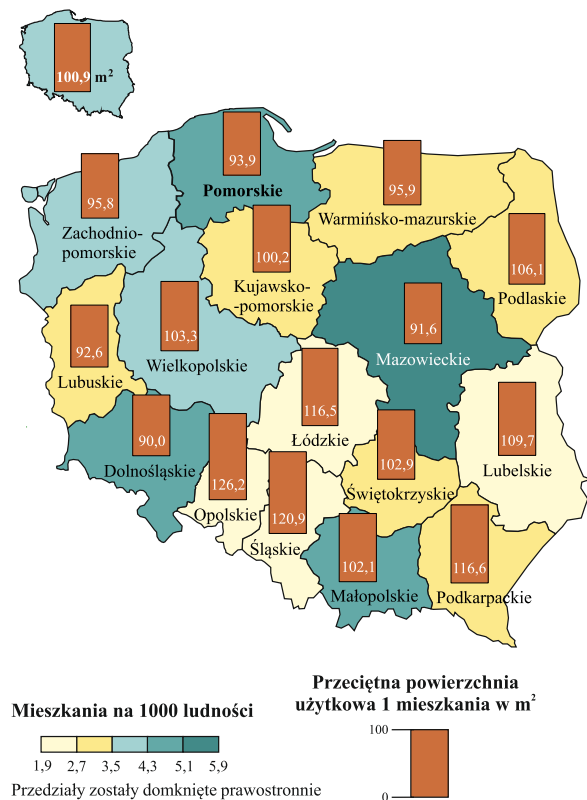 100,9 m²
93,9
Pomorskie
95,8
Zachodnio-
pomorskie
95,9
Warmińsko-mazurskie
100,2
Kujawsko-
-pomorskie
106,1
Podlaskie
103,3
Wielkopolskie
91,6
Mazowieckie
92,6
Lubuskie
116,5
Łódzkie
90,0
Dolnośląskie
109,7
Lubelskie
126,2
Opolskie
102,9
Świętokrzyskie
120,9
Śląskie
102,1
Małopolskie
116,6
Podkarpackie
Mieszkania na 1000 ludności
1,9 2,7 3,5 4,3 5,1 5,9
Przedziały zostały domknięte prawostronnie
Przeciętna powierzchnia
użytkowa 1 mieszkania w m²
100
0